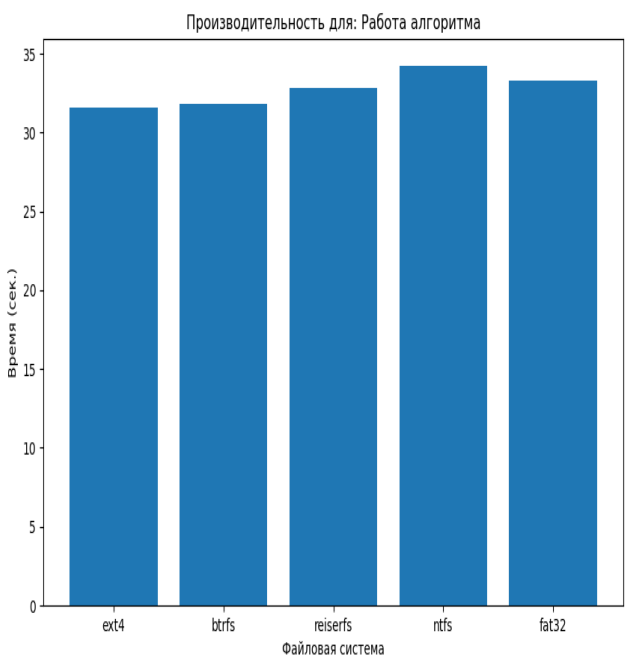 Производительность для: Работа алгоритма
35
30
25
20
15
10
5
0
Время (сек.)
ext4
btrfs
reiserfs
ntfs
fat32
Файловая система